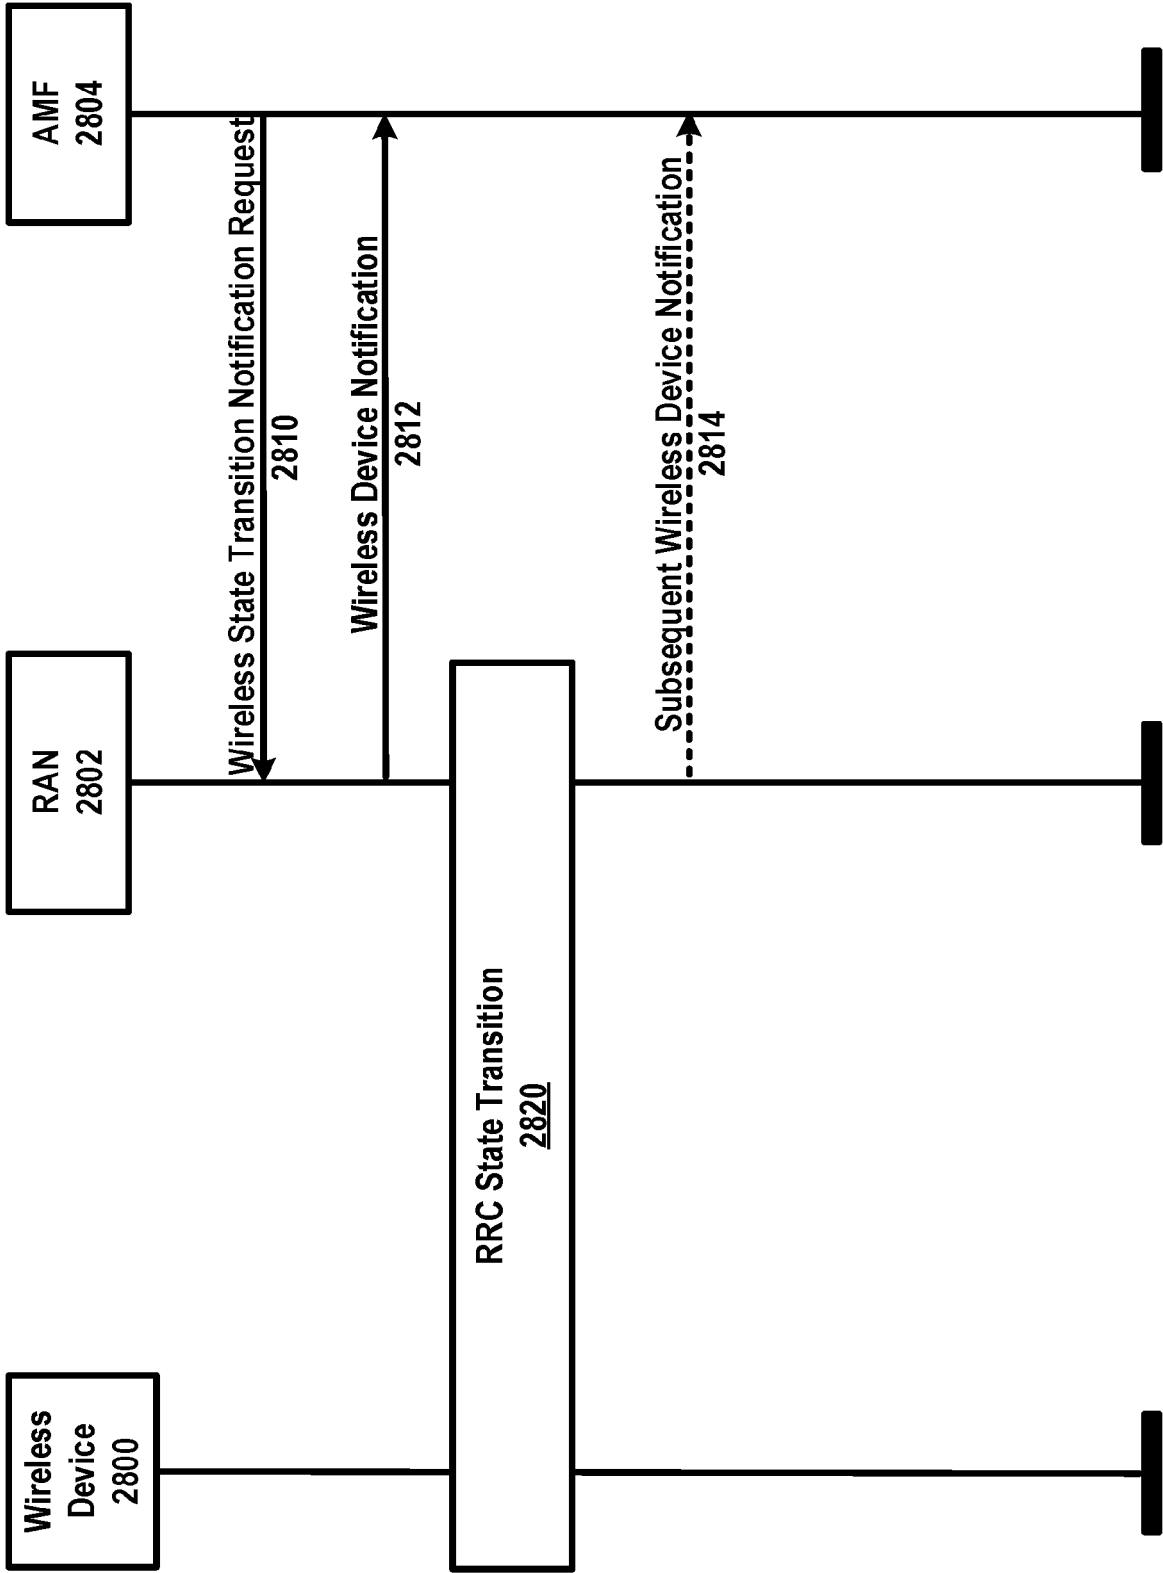 Wireless
Device
2800
RAN
2802
AMF
2804
Wireless State Transition Notification Request
2810
Wireless Device Notification
2812
RRC State Transition
2820
Subsequent Wireless Device Notification
2814